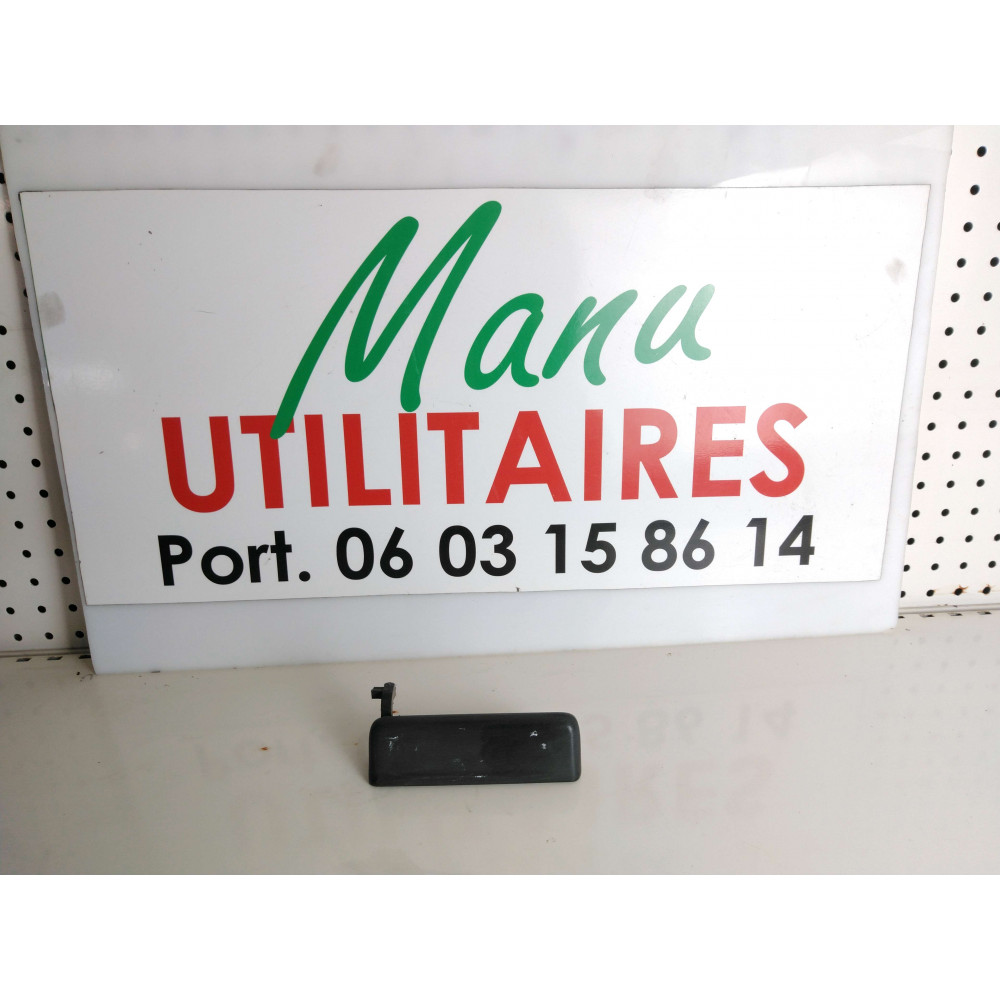 Manu
UTILITAIRES
Port. 06 03 15 86 14